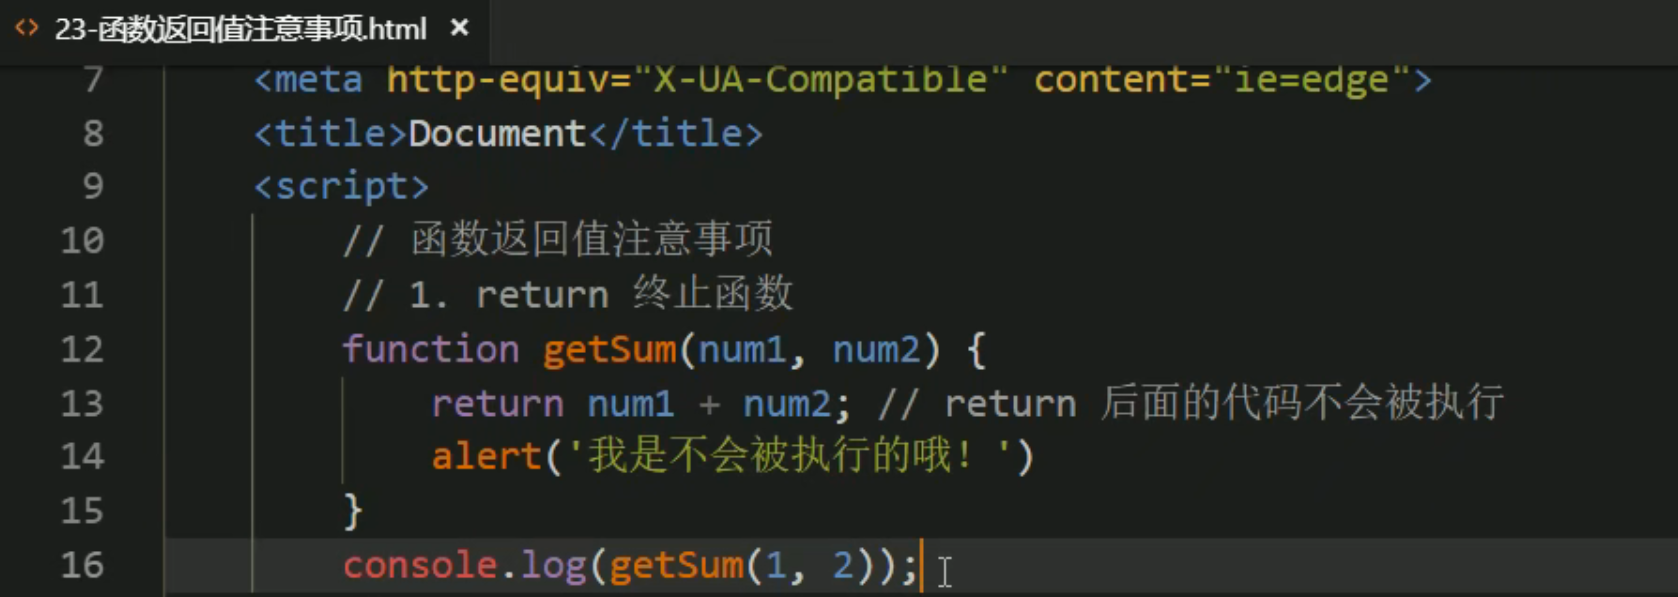 <> 23-函数返回值注意事项.html ×
7 <meta http-equiv="X-UA-Compatible" content="ie=edge">
8 <title>Document</title>
9 <script>
10 // 函数返回值注意事项
11 // 1. return 终止函数
12 function getSum(num1, num2) {
13 return num1 + num2; // return 后面的代码不会被执行
14 alert('我是不会被执行的哦！')
15 }
16 console.log(getSum(1, 2));